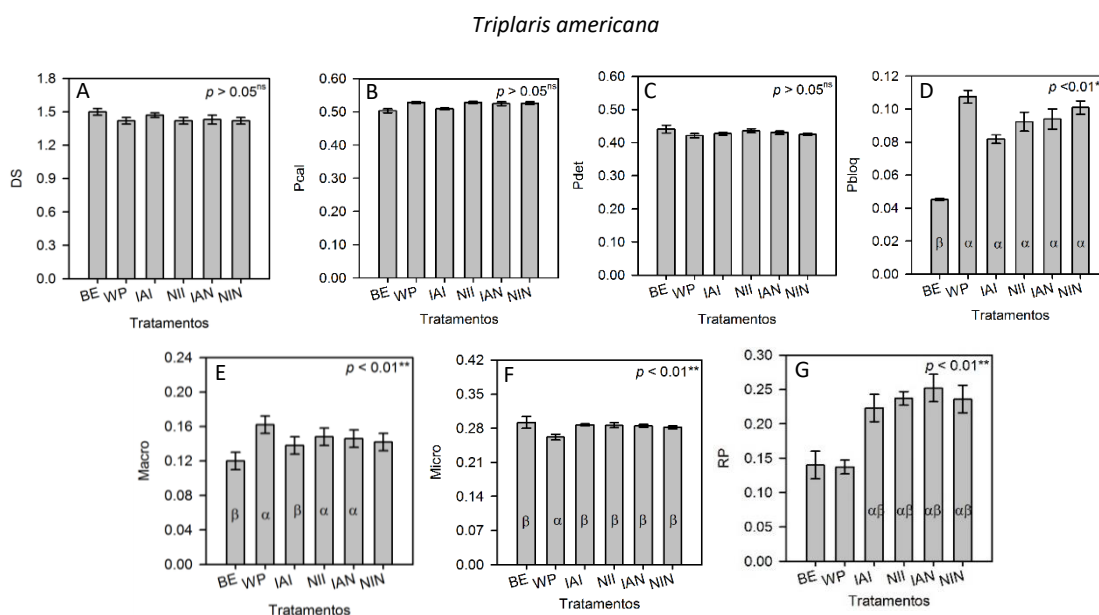 Triplaris americana
A
p > 0.05ns
DS
1.8
1.5
1.2
0.9
0.6
0.3
0.0
BE WP IAI NII IAN NIN
Tratamentos
B
p > 0.05ns
Pcal
0.60
0.50
0.40
0.30
0.20
0.10
0.00
BE WP IAI NII IAN NIN
Tratamentos
C
p > 0.05ns
Pdet
0.60
0.40
0.20
0.00
BE WP IAI NII IAN NIN
Tratamentos
D
p <0.01*
Pbloq
0.12
0.10
0.08
0.06
0.04
0.02
0.00
β α α α α α
BE WP IAI NII IAN NIN
Tratamentos
E
p < 0.01**
Macro
0.24
0.20
0.16
0.12
0.08
0.04
0.00
β α β α α
BE WP IAI NII IAN NIN
Tratamentos
F
p < 0.01**
Micro
0.42
0.35
0.28
0.21
0.14
0.07
0.00
β α β β β β
BE WP IAI NII IAN NIN
Tratamentos
G
p < 0.01**
RP
0.30
0.25
0.20
0.15
0.10
0.05
0.00
αβ αβ αβ αβ
BE WP IAI NII IAN NIN
Tratamentos